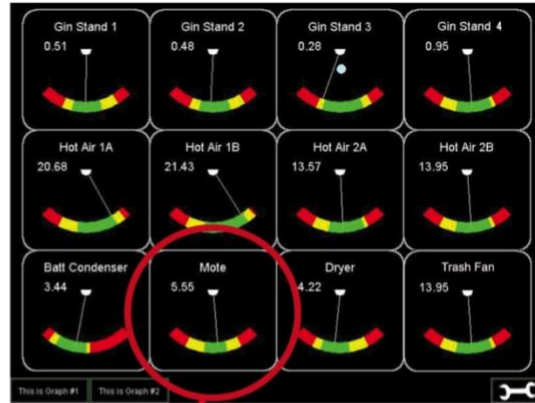 Gin Stand 1
0.51
Gin Stand 2
0.48
Gin Stand 3
0.28
Gin Stand 4
0.95
Hot Air 1A
20.68
Hot Air 1B
21.43
Hot Air 2A
13.57
Hot Air 2B
13.95
Batt Condenser
3.44
Mote
5.55
Dryer
4.22
Trash Fan
13.95
This is Graph #1
This is Graph #2